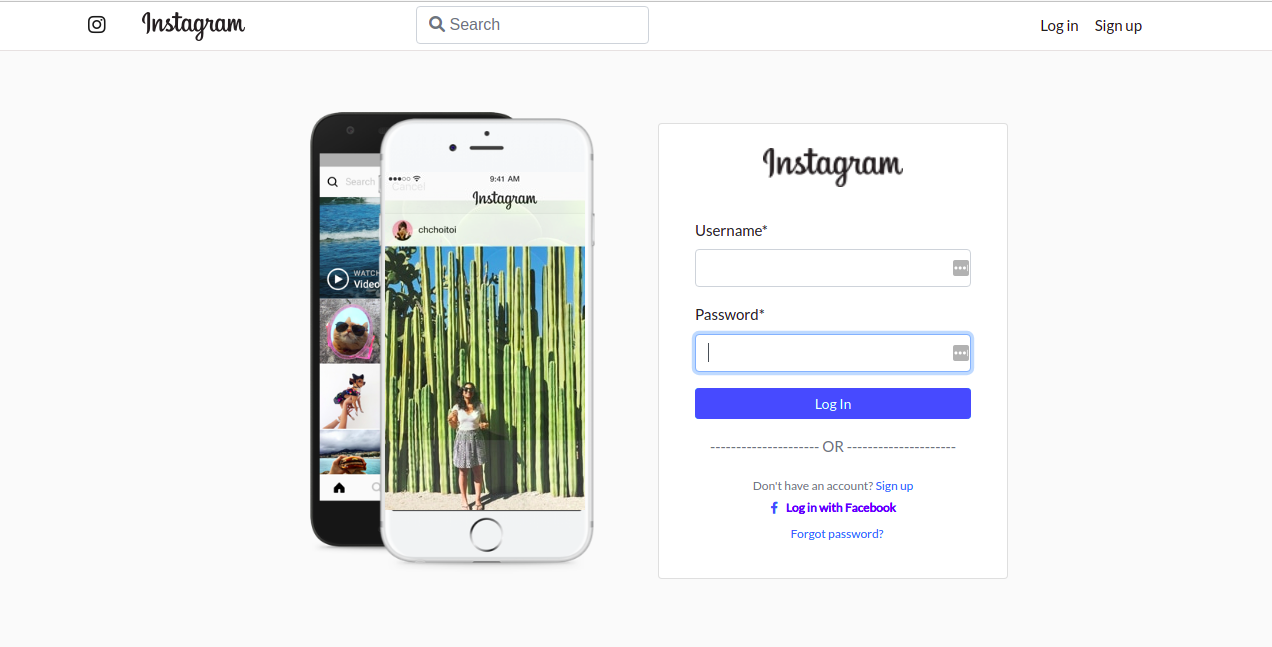 Instagram
Search
Log in
Sign up
Search
WATCH
Video
9:41 AM
Cancel
Instagram
chchoitoi
Instagram
Username*
Password*
Log In
--------------------- OR ---------------------
Don't have an account? Sign up
Log in with Facebook
Forgot password?